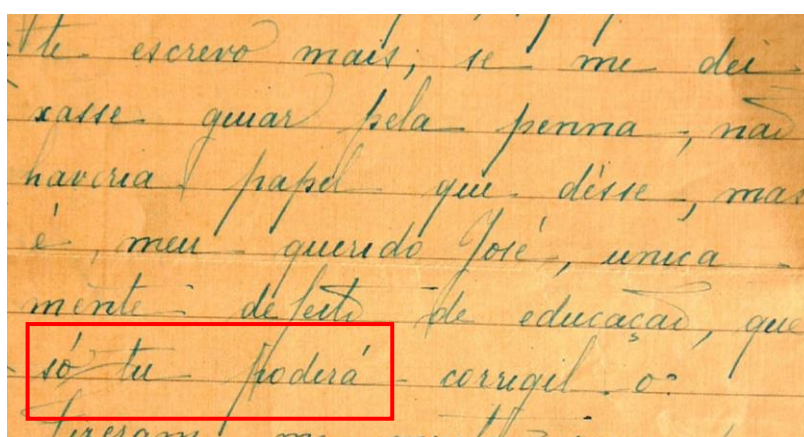 te escrevo mais, se me dei-
xasse guiar pela penna, não
haveria papel que désse, mas
é, meu querido José, unica-
mente defeito de educação, que
só tu poderá corrigil-o.
me